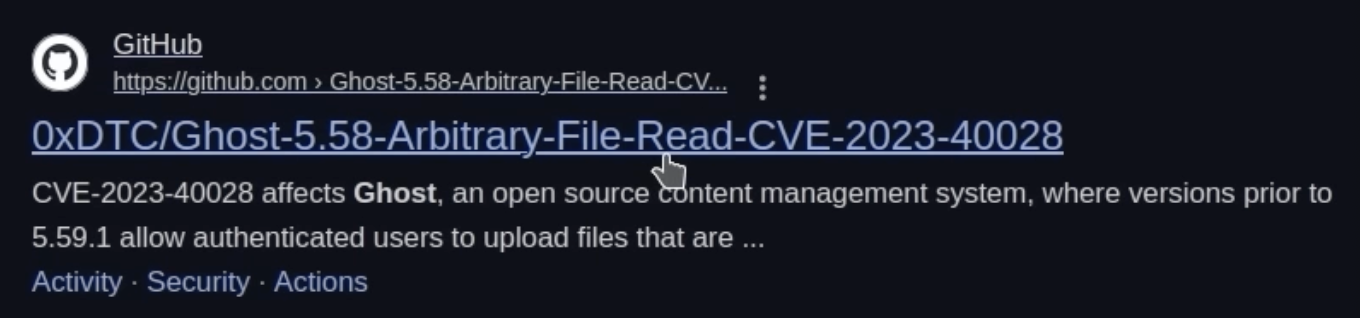 GitHub
https://github.com › Ghost-5.58-Arbitrary-File-Read-CV...
0xDTC/Ghost-5.58-Arbitrary-File-Read-CVE-2023-40028
CVE-2023-40028 affects Ghost, an open source content management system, where versions prior to
5.59.1 allow authenticated users to upload files that are ...
Activity · Security · Actions